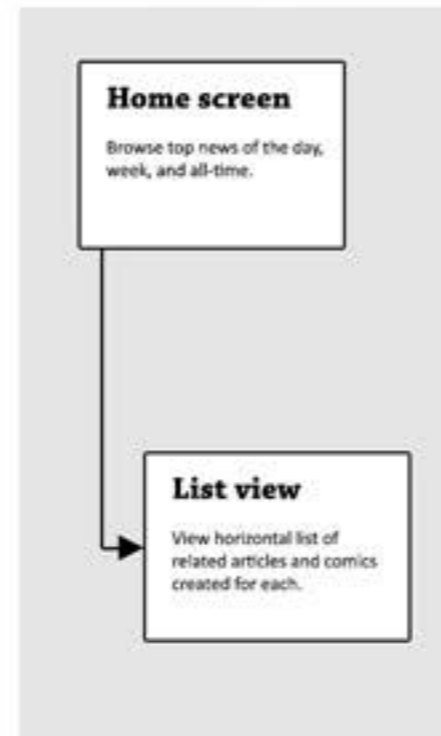 Home screen
Browse top news of the day,
week, and all-time.
List view
View horizontal list of
related articles and comics
created for each.